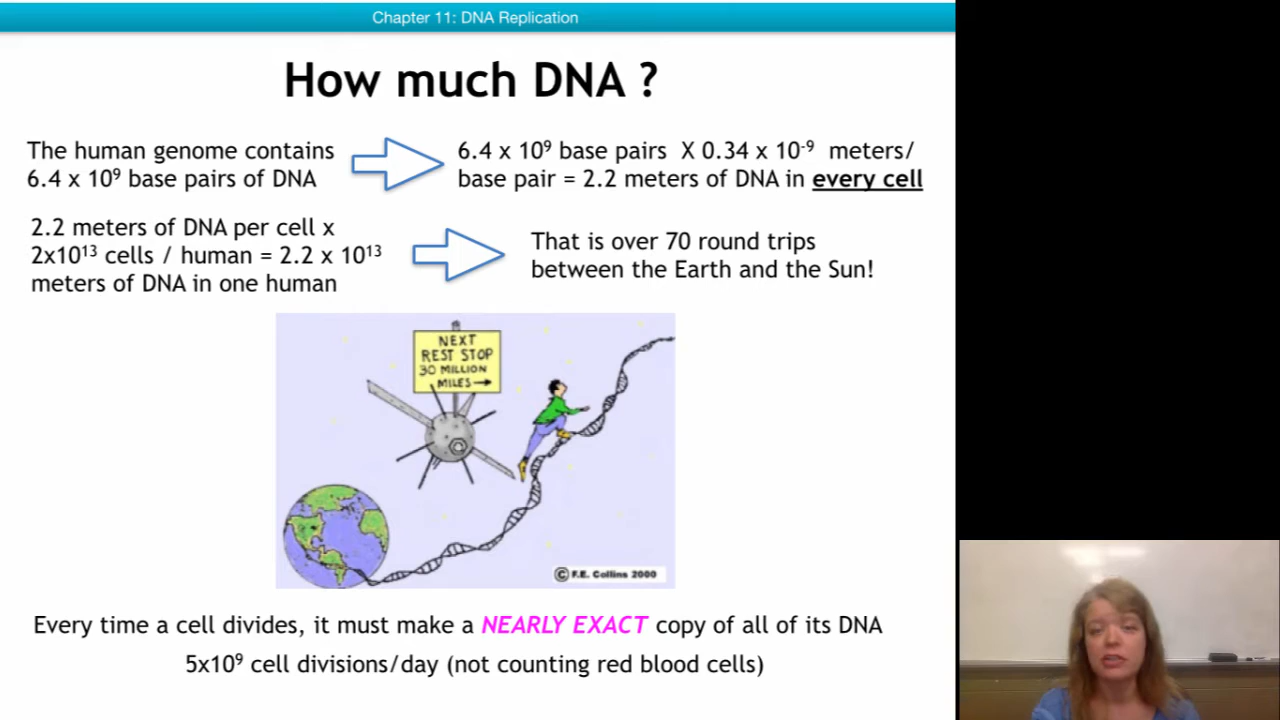 Chapter 11: DNA Replication
How much DNA ?
The human genome contains
6.4 x 10⁹ base pairs of DNA
6.4 x 10⁹ base pairs X 0.34 x 10⁻⁹ meters/
base pair = 2.2 meters of DNA in every cell
2.2 meters of DNA per cell x
2x10¹³ cells / human = 2.2 x 10¹³
meters of DNA in one human
That is over 70 round trips
between the Earth and the Sun!
NEXT
REST STOP
30 MILLION
MILES→
© F.E. Collins 2000
Every time a cell divides, it must make a NEARLY EXACT copy of all of its DNA
5x10⁹ cell divisions/day (not counting red blood cells)